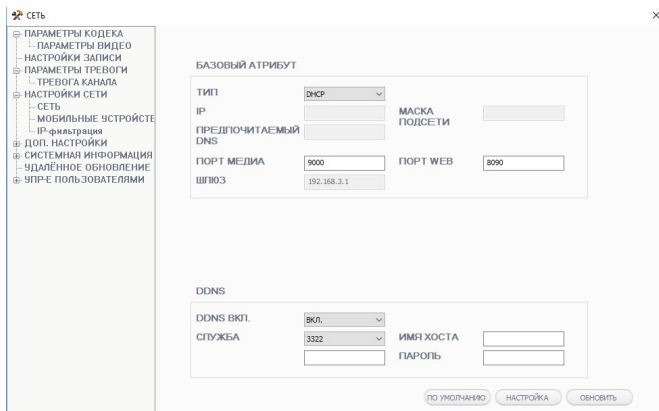 СЕТЬ
ПАРАМЕТРЫ КОДЕКА
ПАРАМЕТРЫ ВИДЕО
НАСТРОЙКИ ЗАПИСИ
ПАРАМЕТРЫ ТРЕВОГИ
ТРЕВОГА КАНАЛА
НАСТРОЙКИ СЕТИ
СЕТЬ
МОБИЛЬНЫЕ УСТРОЙСТЕ
IP-фильтрация
ДОП. НАСТРОЙКИ
СИСТЕМНАЯ ИНФОРМАЦИЯ
УДАЛЁННОЕ ОБНОВЛЕНИЕ
УПР-Е ПОЛЬЗОВАТЕЛЯМИ
БАЗОВЫЙ АТРИБУТ
ТИП DHCP
IP МАСКА ПОДСЕТИ
ПРЕДПОЧИТАЕМЫЙ DNS
ПОРТ МЕДИА 9000 ПОРТ WEB 8090
ШЛЮЗ 192.168.3.1
DDNS
DDNS ВКЛ. ВКЛ.
СЛУЖБА 3322 ИМЯ ХОСТА
ПАРОЛЬ
ПО УМОЛЧАНИЮ НАСТРОЙКА ОБНОВИТЬ